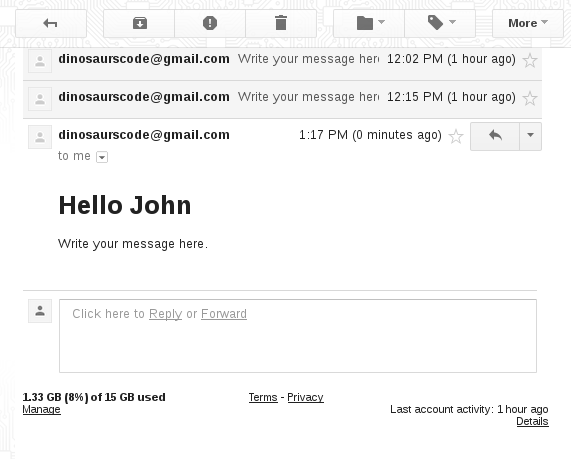 More
dinosaurscode@gmail.com Write your message here 12:02 PM (1 hour ago)
dinosaurscode@gmail.com Write your message here 12:15 PM (1 hour ago)
dinosaurscode@gmail.com 1:17 PM (0 minutes ago)
to me
Hello John
Write your message here.
Click here to Reply or Forward
1.33 GB (8%) of 15 GB used
Manage
Terms - Privacy
Last account activity: 1 hour ago
Details